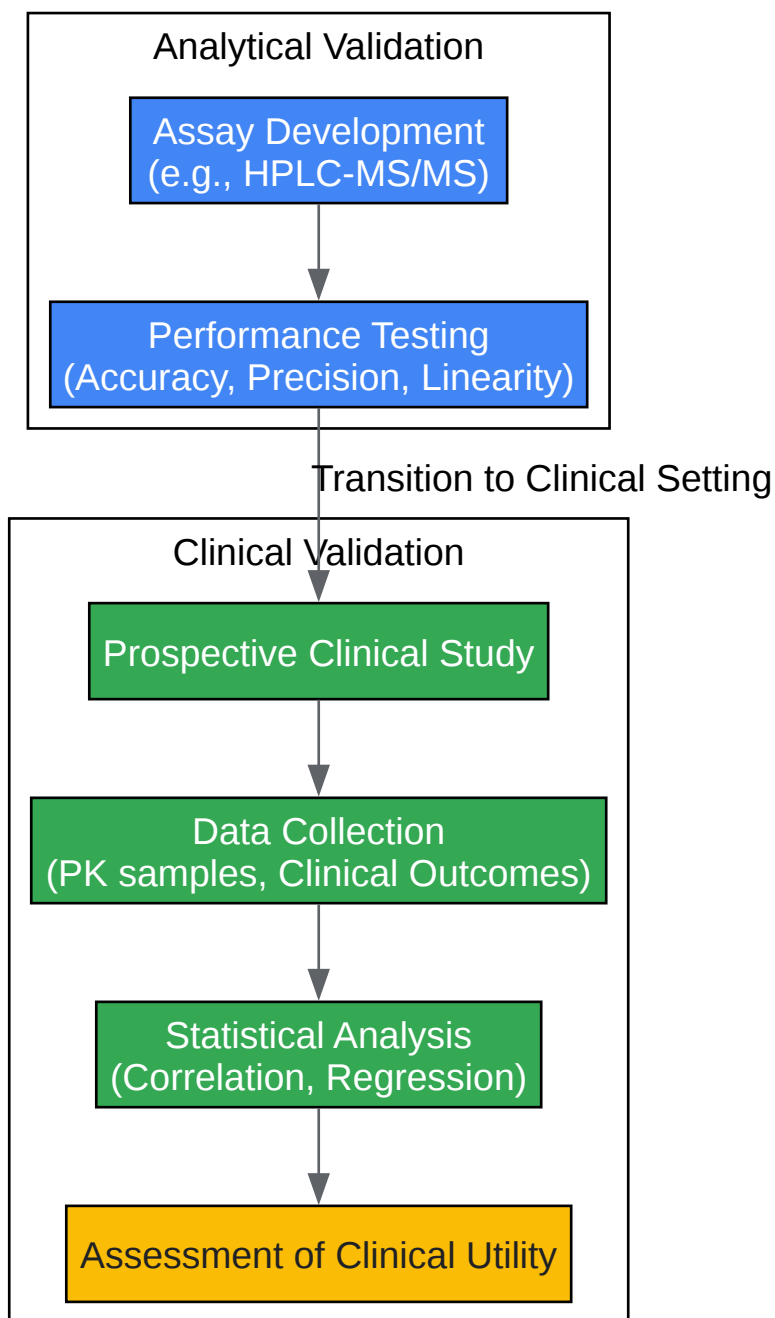 Analytical Validation
Assay Development
(e.g., HPLC-MS/MS)
Performance Testing
(Accuracy, Precision, Linearity)
Transition to Clinical Setting
Clinical Validation
Prospective Clinical Study
Data Collection
(PK samples, Clinical Outcomes)
Statistical Analysis
(Correlation, Regression)
Assessment of Clinical Utility